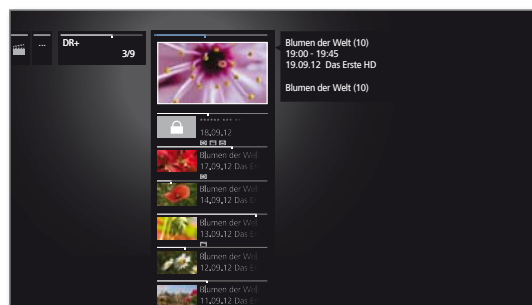 ...
DR+
3/9
Blumen der Welt (10)
19:00 - 19:45
19.09.12 Das Erste HD
Blumen der Welt (10)
****** *** **
18.09.12
Blumen der Wel
17.09.12 Das E
Blumen der Wel
14.09.12 Das E
Blumen der Wel
13.09.12 Das E
Blumen der Wel
12.09.12 Das E
Blumen der Wel
11.09.12 Das E